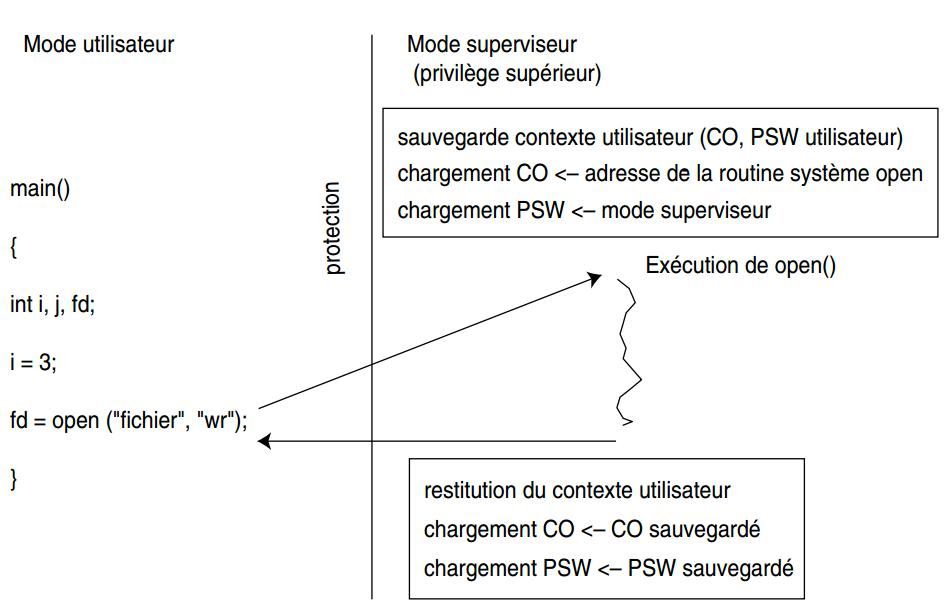 Mode utilisateur
Mode superviseur
(privilège supérieur)
sauvegarde contexte utilisateur (CO, PSW utilisateur)
chargement CO <– adresse de la routine système open
chargement PSW <– mode superviseur
protection
main()
{
int i, j, fd;
i = 3;
fd = open ("fichier", "wr");
}
Exécution de open()
restitution du contexte utilisateur
chargement CO <– CO sauvegardé
chargement PSW <– PSW sauvegardé